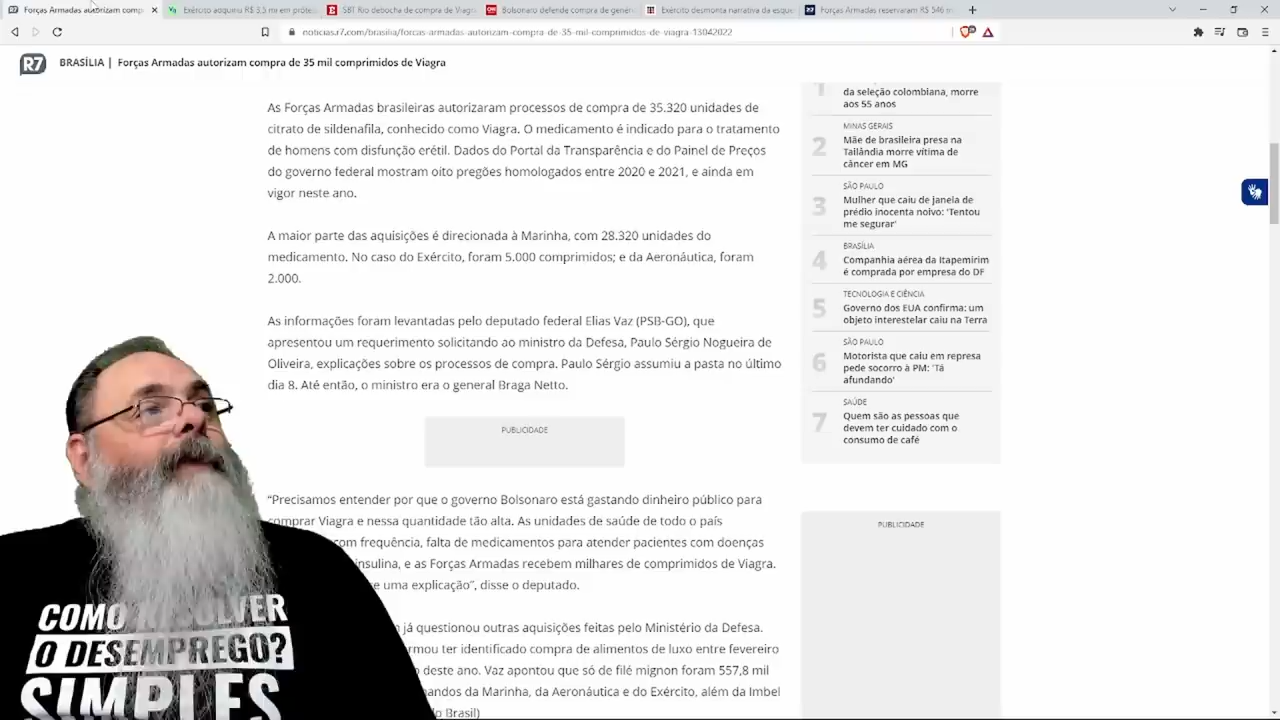 Forças Armadas autorizam comp
Exército adquiriu R$ 3,5 mi em prótes
SBT Rio debocha de compra de Viagr
Bolsonaro defende compra de genér
Exército desmonta narrativa da esqu
Forças Armadas reservaram R$ 546 m
noticias.r7.com/brasilia/forcas-armadas-autorizam-compra-de-35-mil-comprimidos-de-viagra-13042022
R7 BRASÍLIA | Forças Armadas autorizam compra de 35 mil comprimidos de Viagra
As Forças Armadas brasileiras autorizaram processos de compra de 35.320 unidades de
citrato de sildenafila, conhecido como Viagra. O medicamento é indicado para o tratamento
de homens com disfunção erétil. Dados do Portal da Transparência e do Painel de Preços
do governo federal mostram oito pregões homologados entre 2020 e 2021, e ainda em
vigor neste ano.
A maior parte das aquisições é direcionada à Marinha, com 28.320 unidades do
medicamento. No caso do Exército, foram 5.000 comprimidos; e da Aeronáutica, foram
2.000.
As informações foram levantadas pelo deputado federal Elias Vaz (PSB-GO), que
apresentou um requerimento solicitando ao ministro da Defesa, Paulo Sérgio Nogueira de
Oliveira, explicações sobre os processos de compra. Paulo Sérgio assumiu a pasta no último
dia 8. Até então, o ministro era o general Braga Netto.
PUBLICIDADE
“Precisamos entender por que o governo Bolsonaro está gastando dinheiro público para
comprar Viagra e nessa quantidade tão alta. As unidades de saúde de todo o país
com frequência, falta de medicamentos para atender pacientes com doenças
insulina, e as Forças Armadas recebem milhares de comprimidos de Viagra.
e uma explicação”, disse o deputado.
já questionou outras aquisições feitas pelo Ministério da Defesa.
rmou ter identificado compra de alimentos de luxo entre fevereiro
deste ano. Vaz apontou que só de filé mignon foram 557,8 mil
mandos da Marinha, da Aeronáutica e do Exército, além da Imbel
do Brasil)
1
da seleção colombiana, morre
aos 55 anos
2
MINAS GERAIS
Mãe de brasileira presa na
Tailândia morre vítima de
câncer em MG
3
SÃO PAULO
Mulher que caiu de janela de
prédio inocenta noivo: 'Tentou
me segurar'
4
BRASÍLIA
Companhia aérea da Itapemirim
é comprada por empresa do DF
5
TECNOLOGIA E CIÊNCIA
Governo dos EUA confirma: um
objeto interestelar caiu na Terra
6
SÃO PAULO
Motorista que caiu em represa
pede socorro à PM: 'Tá
afundando'
7
SAÚDE
Quem são as pessoas que
devem ter cuidado com o
consumo de café
PUBLICIDADE
COMO RESOLVER
O DESEMPREGO?
SIMPLES